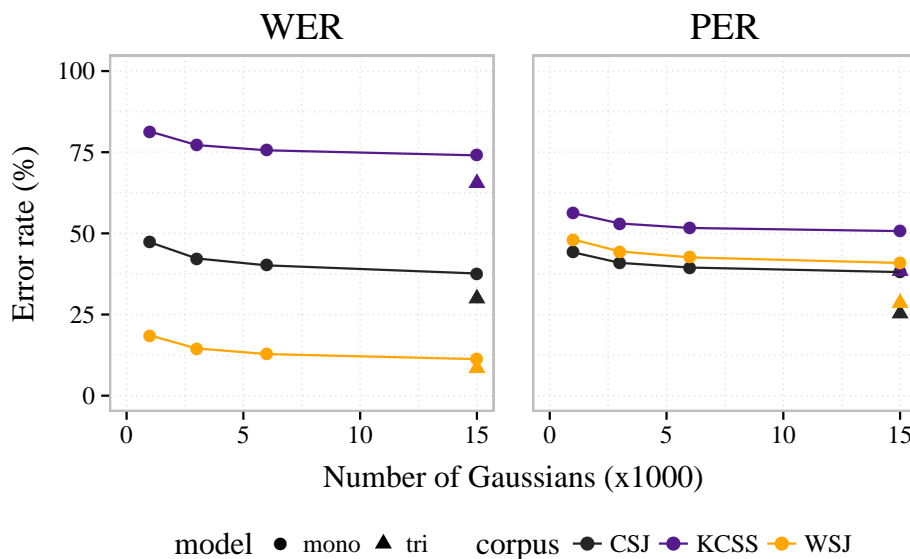 WER PER
100
75
50
25
0
Error rate (%)
0 5 10 15 0 5 10 15
Number of Gaussians (x1000)
model mono tri corpus CSJ KCSS WSJ